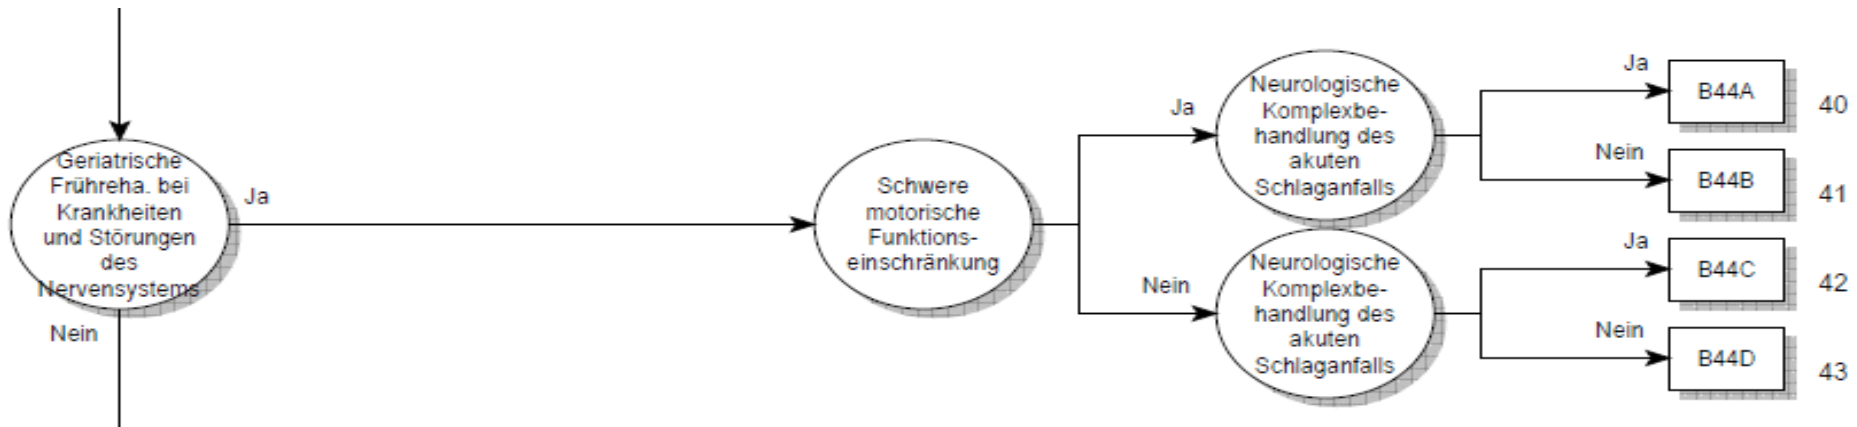 Geriatrische
Frühreha. bei
Krankheiten
und Störungen
des
Nervensystems
Ja
Nein
Schwere
motorische
Funktions-
einschränkung
Ja
Neurologische
Komplexbe-
handlung des
akuten
Schlaganfalls
Ja
B44A
40
Nein
B44B
41
Nein
Neurologische
Komplexbe-
handlung des
akuten
Schlaganfalls
Ja
B44C
42
Nein
B44D
43